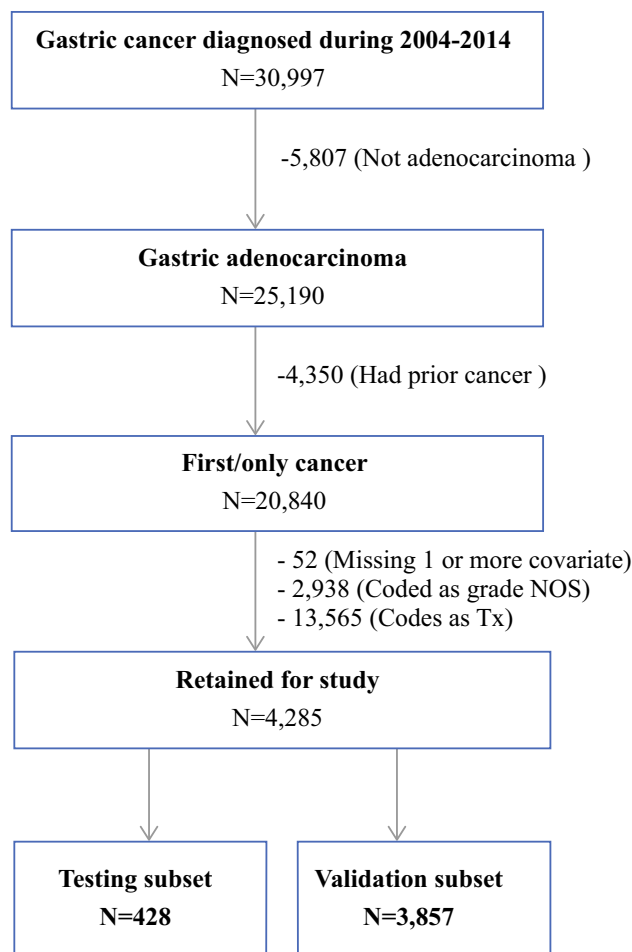 Gastric cancer diagnosed during 2004-2014
N=30,997
-5,807 (Not adenocarcinoma )
Gastric adenocarcinoma
N=25,190
-4,350 (Had prior cancer )
First/only cancer
N=20,840
- 52 (Missing 1 or more covariate)
- 2,938 (Coded as grade NOS)
- 13,565 (Codes as Tx)
Retained for study
N=4,285
Testing subset
N=428
Validation subset
N=3,857